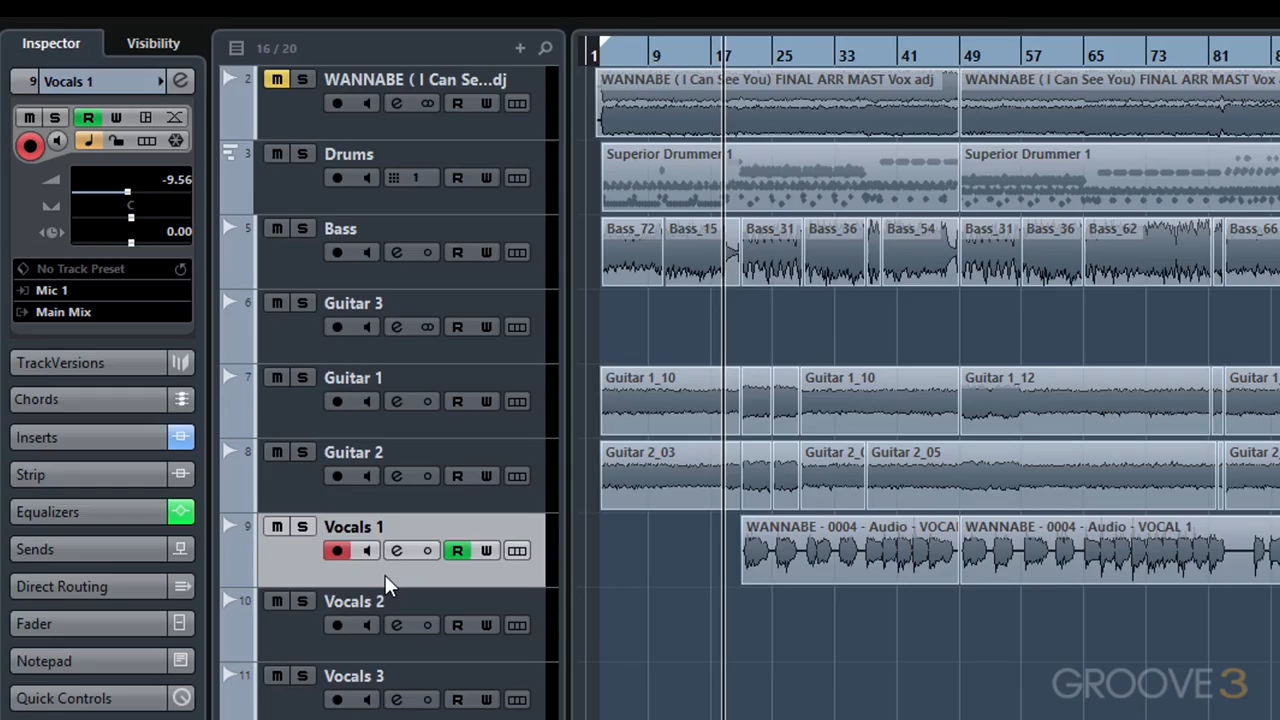 Inspector Visibility
16 / 20
1 9 17 25 33 41 49 57 65 73 81
9 Vocals 1
m S R W
-9.56
C
0.00
No Track Preset
Mic 1
Main Mix
TrackVersions
Chords
Inserts
Strip
Equalizers
Sends
Direct Routing
Fader
Notepad
Quick Controls
2 m S WANNABE ( I Can Se...dj
e R W
3 m S Drums
1 R W
5 m S Bass
e R W
6 m S Guitar 3
e R W
7 m S Guitar 1
e R W
8 m S Guitar 2
e R W
9 m S Vocals 1
e R W
10 m S Vocals 2
e R W
11 m S Vocals 3
e R W
WANNABE ( I Can See You) FINAL ARR MAST Vox adj WANNABE ( I Can See You) FINAL ARR MAST Vox
Superior Drummer 1 Superior Drummer 1
Bass_72 Bass_15 Bass_31 Bass_36 Bass_54 Bass_31 Bass_36 Bass_62 Bass_66
Guitar 1_10 Guitar 1_10 Guitar 1_12 Guitar 1
Guitar 2_03 Guitar 2_0 Guitar 2_05 Guitar 2_
WANNABE - 0004 - Audio - VOCAL WANNABE - 0004 - Audio - VOCAL 1
GROOVE 3